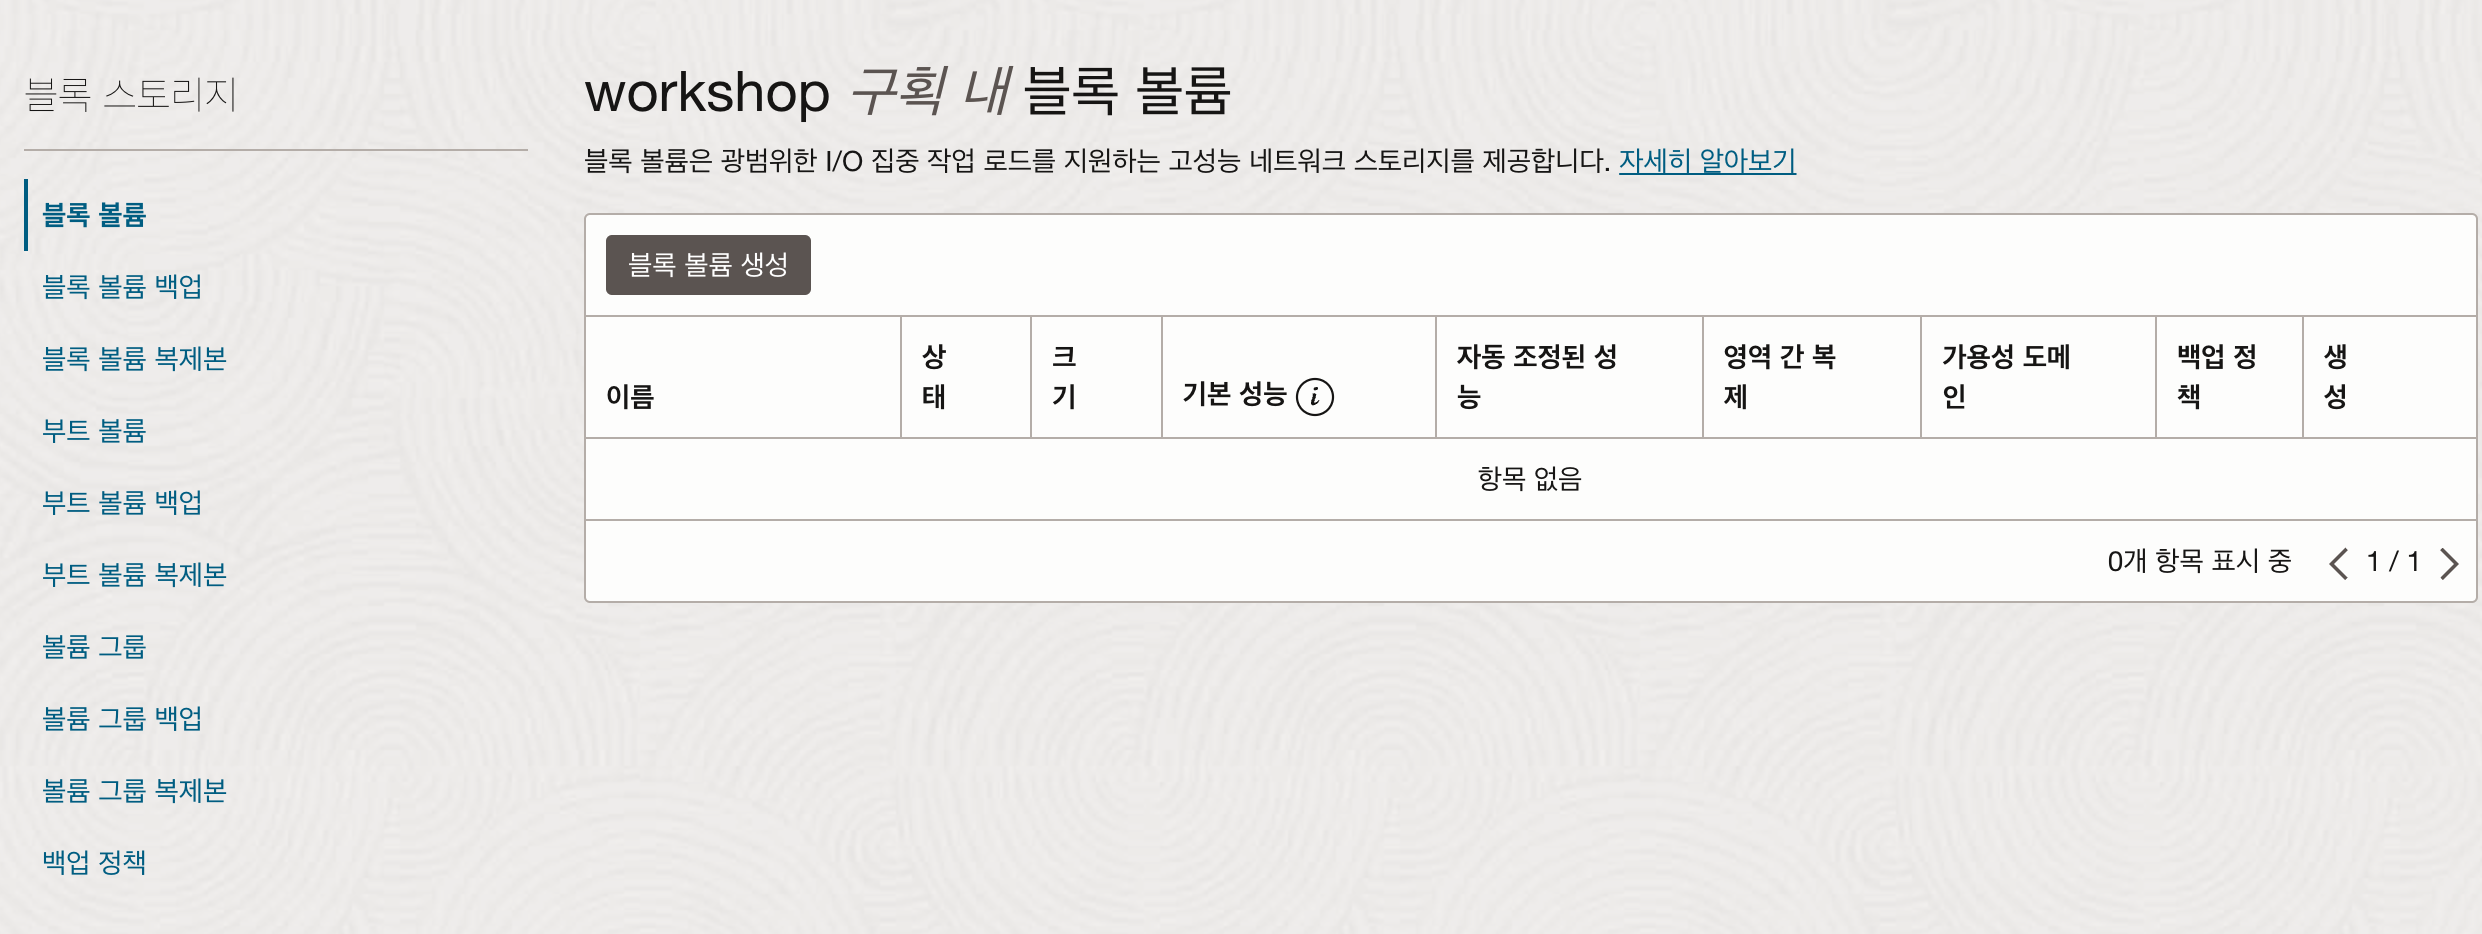 블록 스토리지
블록 볼륨
블록 볼륨 백업
블록 볼륨 복제본
부트 볼륨
부트 볼륨 백업
부트 볼륨 복제본
볼륨 그룹
볼륨 그룹 백업
볼륨 그룹 복제본
백업 정책
workshop 구획 내 블록 볼륨
블록 볼륨은 광범위한 I/O 집중 작업 로드를 지원하는 고성능 네트워크 스토리지를 제공합니다. 자세히 알아보기
블록 볼륨 생성
이름
상
태
크
기
기본 성능 i
자동 조정된 성
능
영역 간 복
제
가용성 도메
인
백업 정
책
생
성
항목 없음
0개 항목 표시 중 < 1 / 1 >